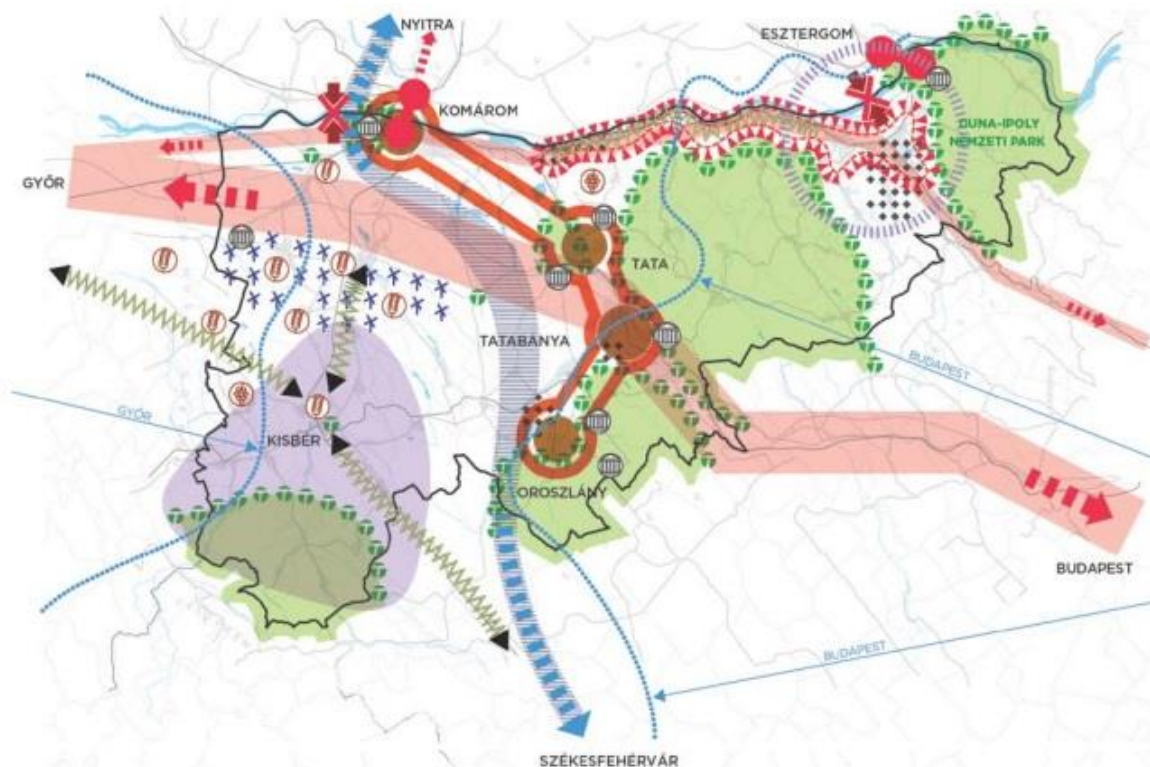 NYITRA
ESZTERGOM
KOMÁROM
DUNA-IPOLY
NEMZETI PARK
GYŐR
TATA
TATABÁNYA
BUDAPEST
GYŐR
KISBÉR
OROSZLÁNY
BUDAPEST
BUDAPEST
SZÉKESFEHÉRVÁR